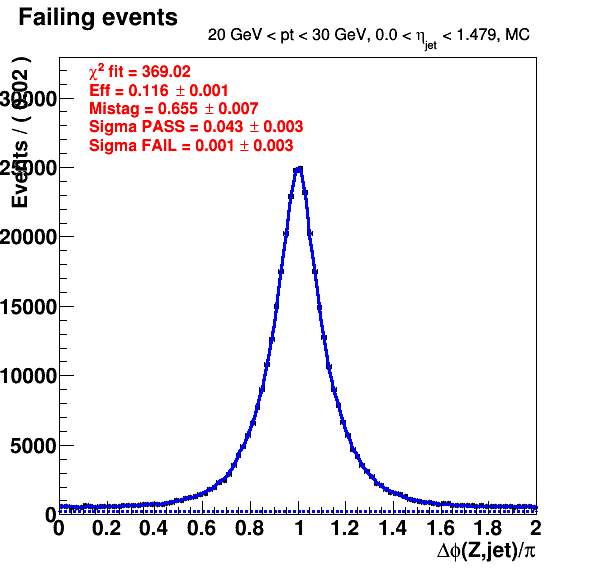 Failing events
20 GeV < pt < 30 GeV, 0.0 < ηjet < 1.479, MC
χ² fit = 369.02
Eff = 0.116 ± 0.001
Mistag = 0.655 ± 0.007
Sigma PASS = 0.043 ± 0.003
Sigma FAIL = 0.001 ± 0.003
Events / ( 0.02 )
30000
25000
20000
15000
10000
5000
0
0 0.2 0.4 0.6 0.8 1 1.2 1.4 1.6 1.8 2
Δϕ(Z,jet)/π